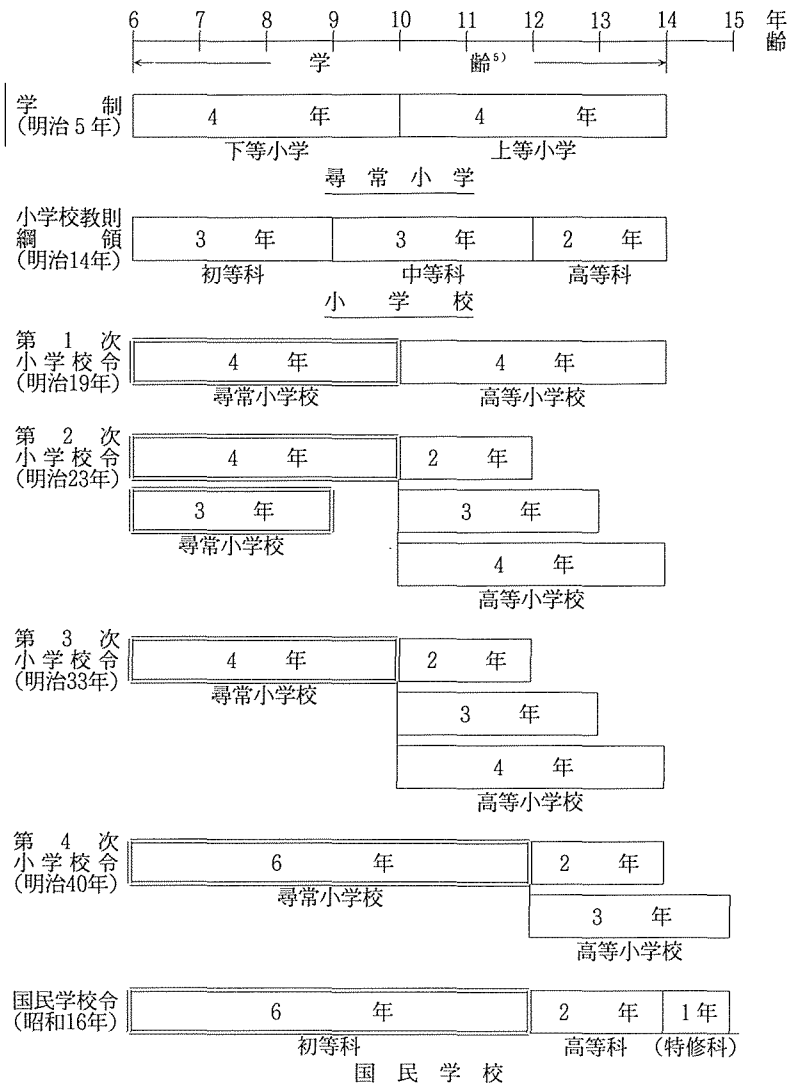 6 7 8 9 10 11 12 13 14 15 年齢
学 齢⁵⁾
学 制
(明治5年)
4 年 4 年
下等小学 上等小学
尋 常 小 学
小学校教則
綱 領
(明治14年)
3 年 3 年 2 年
初等科 中等科 高等科
小 学 校
第 1 次
小 学 校 令
(明治19年)
4 年 4 年
尋常小学校 高等小学校
第 2 次
小 学 校 令
(明治23年)
4 年 2 年
3 年 3 年
尋常小学校
4 年
高等小学校
第 3 次
小 学 校 令
(明治33年)
4 年 2 年
尋常小学校
3 年
4 年
高等小学校
第 4 次
小 学 校 令
(明治40年)
6 年 2 年
尋常小学校
3 年
高等小学校
国民学校令
(昭和16年)
6 年 2 年 1年
初等科 高等科 (特修科)
国 民 学 校